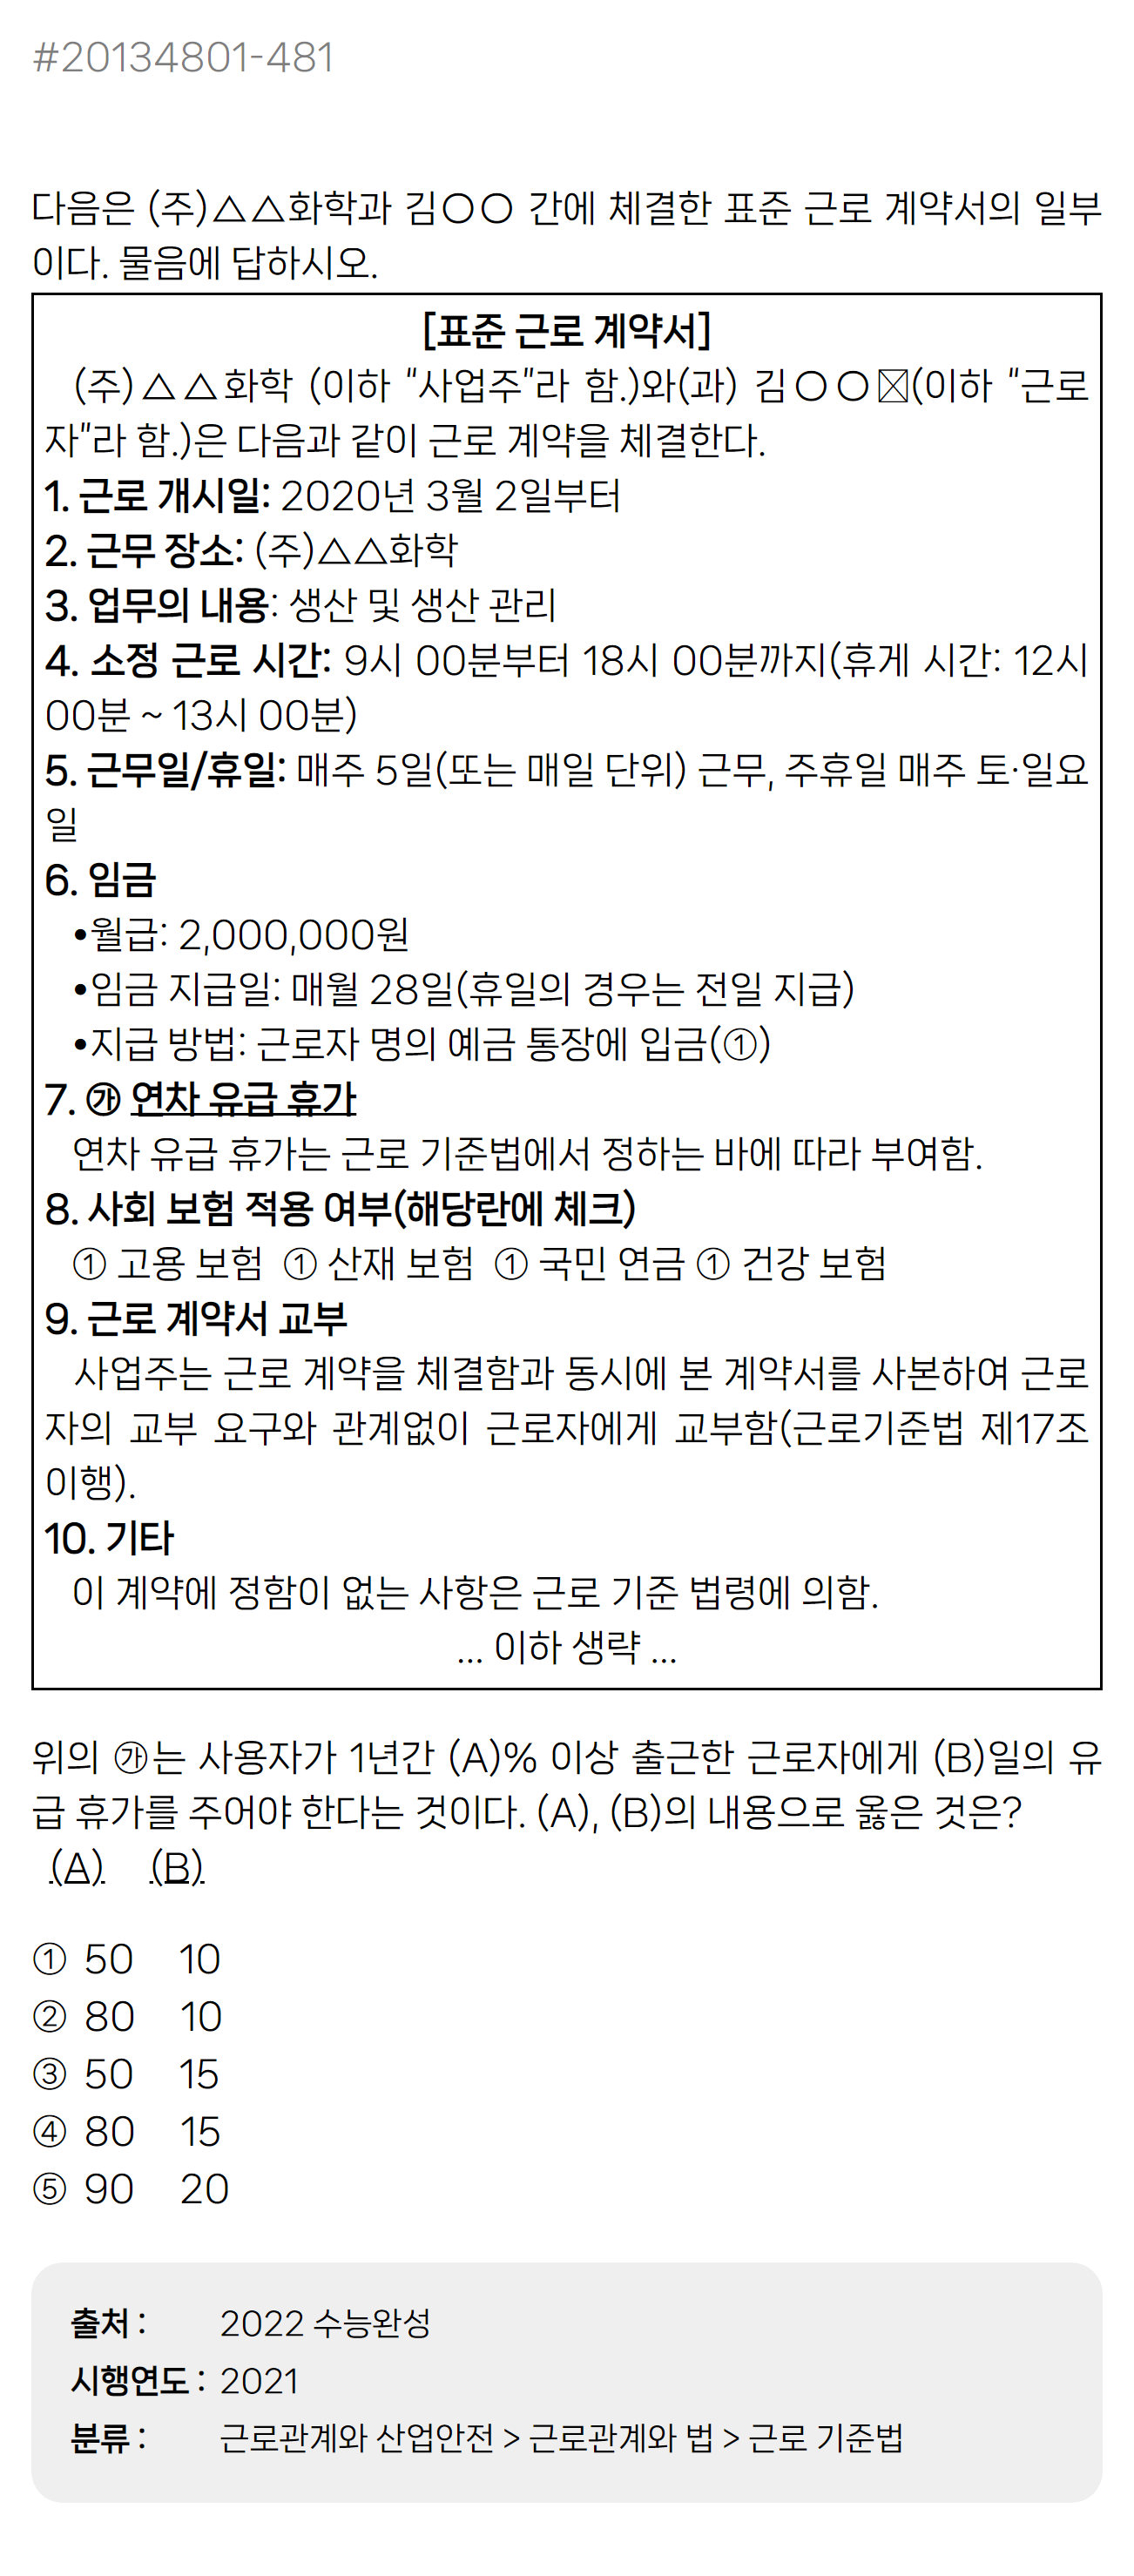 #20134801-481
다음은 (주)△△화학과 김○○ 간에 체결한 표준 근로 계약서의 일부
이다. 물음에 답하시오.
[표준 근로 계약서]
(주)△△화학 (이하 “사업주”라 함.)와(과) 김○○(이하 “근로
자”라 함.)은 다음과 같이 근로 계약을 체결한다.
1. 근로 개시일: 2020년 3월 2일부터
2. 근무 장소: (주)△△화학
3. 업무의 내용: 생산 및 생산 관리
4. 소정 근로 시간: 9시 00분부터 18시 00분까지(휴게 시간: 12시
00분 ~ 13시 00분)
5. 근무일/휴일: 매주 5일(또는 매일 단위) 근무, 주휴일 매주 토·일요
일
6. 임금
•월급: 2,000,000원
•임금 지급일: 매월 28일(휴일의 경우는 전일 지급)
•지급 방법: 근로자 명의 예금 통장에 입금(①)
7. ㉮ 연차 유급 휴가
연차 유급 휴가는 근로 기준법에서 정하는 바에 따라 부여함.
8. 사회 보험 적용 여부(해당란에 체크)
① 고용 보험 ① 산재 보험 ① 국민 연금 ① 건강 보험
9. 근로 계약서 교부
사업주는 근로 계약을 체결함과 동시에 본 계약서를 사본하여 근로
자의 교부 요구와 관계없이 근로자에게 교부함(근로기준법 제17조
이행).
10. 기타
이 계약에 정함이 없는 사항은 근로 기준 법령에 의함.
... 이하 생략 ...
위의 ㉮는 사용자가 1년간 (A)% 이상 출근한 근로자에게 (B)일의 유
급 휴가를 주어야 한다는 것이다. (A), (B)의 내용으로 옳은 것은?
(A) (B)
① 50 10
② 80 10
③ 50 15
④ 80 15
⑤ 90 20
출처 : 2022 수능완성
시행연도 : 2021
분류 : 근로관계와 산업안전 > 근로관계와 법 > 근로 기준법